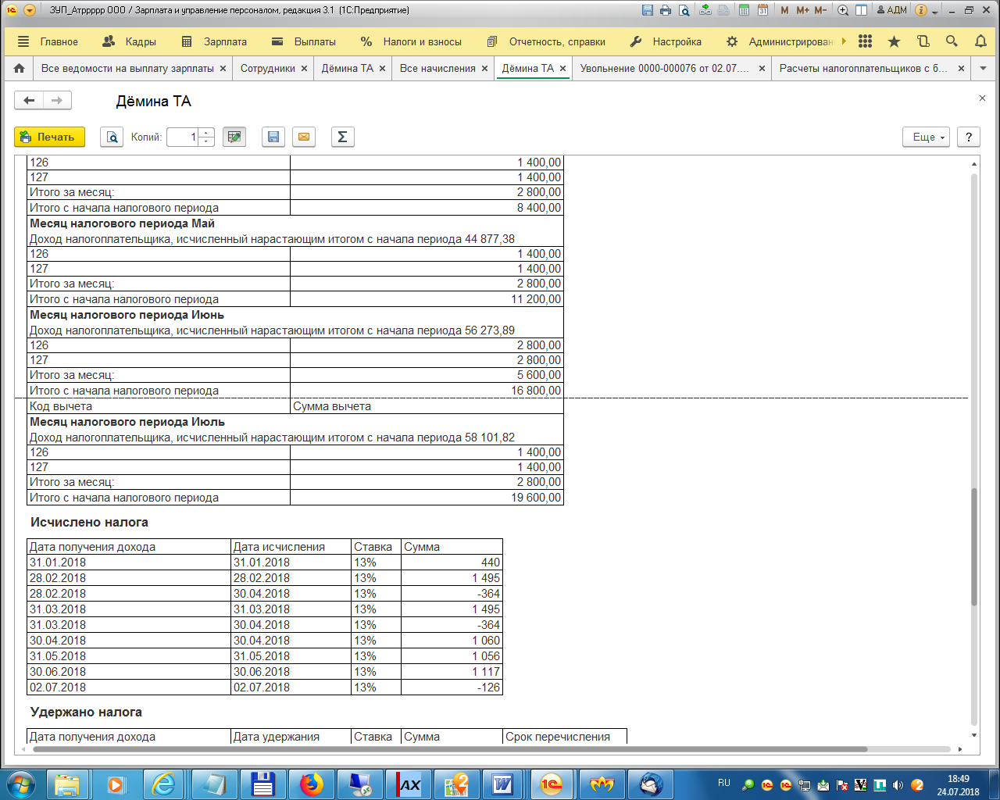 ЗУП_Атррррр ООО / Зарплата и управление персоналом, редакция 3.1 (1С:Предприятие)
M M+ M- АДМ
Главное Кадры Зарплата Выплаты % Налоги и взносы Отчетность, справки Настройка Администрирован
Все ведомости на выплату зарплаты × Сотрудники × Дёмина ТА × Все начисления × Дёмина ТА × Увольнение 0000-000076 от 02.07.... × Расчеты налогоплательщиков с б... ×
Дёмина ТА
Печать Копий: 1 Σ Еще ?
126 1 400,00
127 1 400,00
Итого за месяц: 2 800,00
Итого с начала налогового периода 8 400,00
Месяц налогового периода Май
Доход налогоплательщика, исчисленный нарастающим итогом с начала периода 44 877,38
126 1 400,00
127 1 400,00
Итого за месяц: 2 800,00
Итого с начала налогового периода 11 200,00
Месяц налогового периода Июнь
Доход налогоплательщика, исчисленный нарастающим итогом с начала периода 56 273,89
126 2 800,00
127 2 800,00
Итого за месяц: 5 600,00
Итого с начала налогового периода 16 800,00
Код вычета Сумма вычета
Месяц налогового периода Июль
Доход налогоплательщика, исчисленный нарастающим итогом с начала периода 58 101,82
126 1 400,00
127 1 400,00
Итого за месяц: 2 800,00
Итого с начала налогового периода 19 600,00
Исчислено налога
Дата получения дохода Дата исчисления Ставка Сумма
31.01.2018 31.01.2018 13% 440
28.02.2018 28.02.2018 13% 1 495
28.02.2018 30.04.2018 13% -364
31.03.2018 31.03.2018 13% 1 495
31.03.2018 30.04.2018 13% -364
30.04.2018 30.04.2018 13% 1 060
31.05.2018 31.05.2018 13% 1 056
30.06.2018 30.06.2018 13% 1 117
02.07.2018 02.07.2018 13% -126
Удержано налога
Дата получения дохода Дата удержания Ставка Сумма Срок перечисления
RU 18:49
24.07.2018